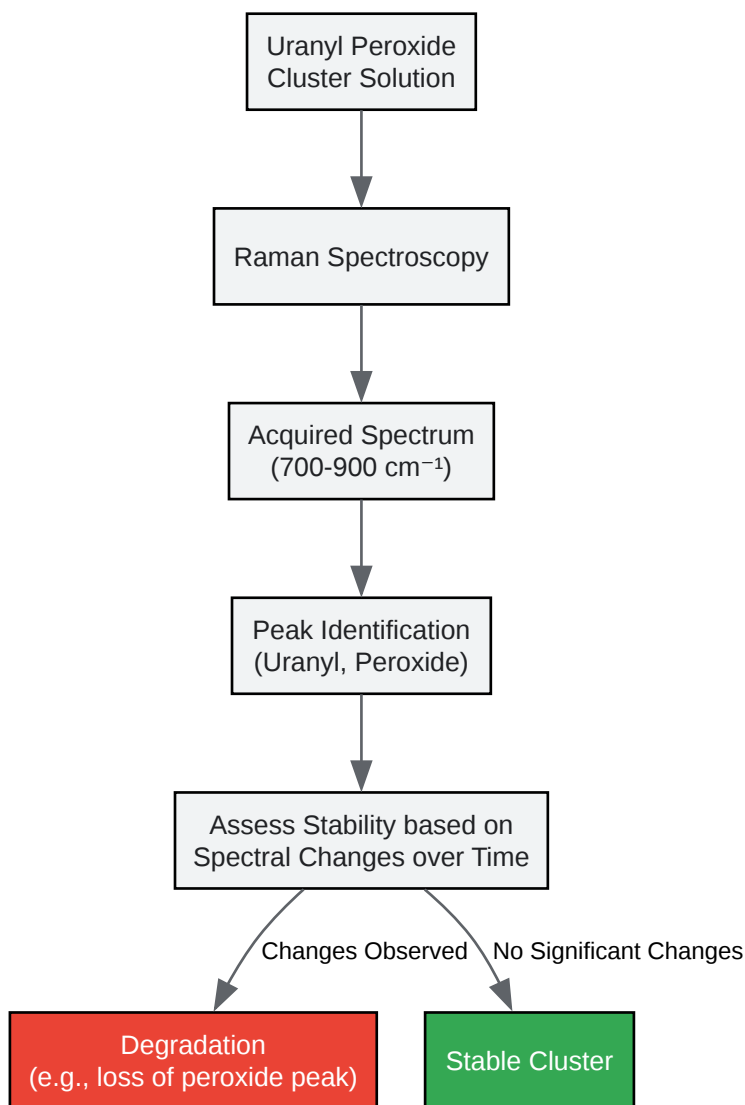 Uranyl Peroxide
Cluster Solution
Raman Spectroscopy
Acquired Spectrum
(700-900 cm⁻¹)
Peak Identification
(Uranyl, Peroxide)
Assess Stability based on
Spectral Changes over Time
Changes Observed
No Significant Changes
Degradation
(e.g., loss of peroxide peak)
Stable Cluster